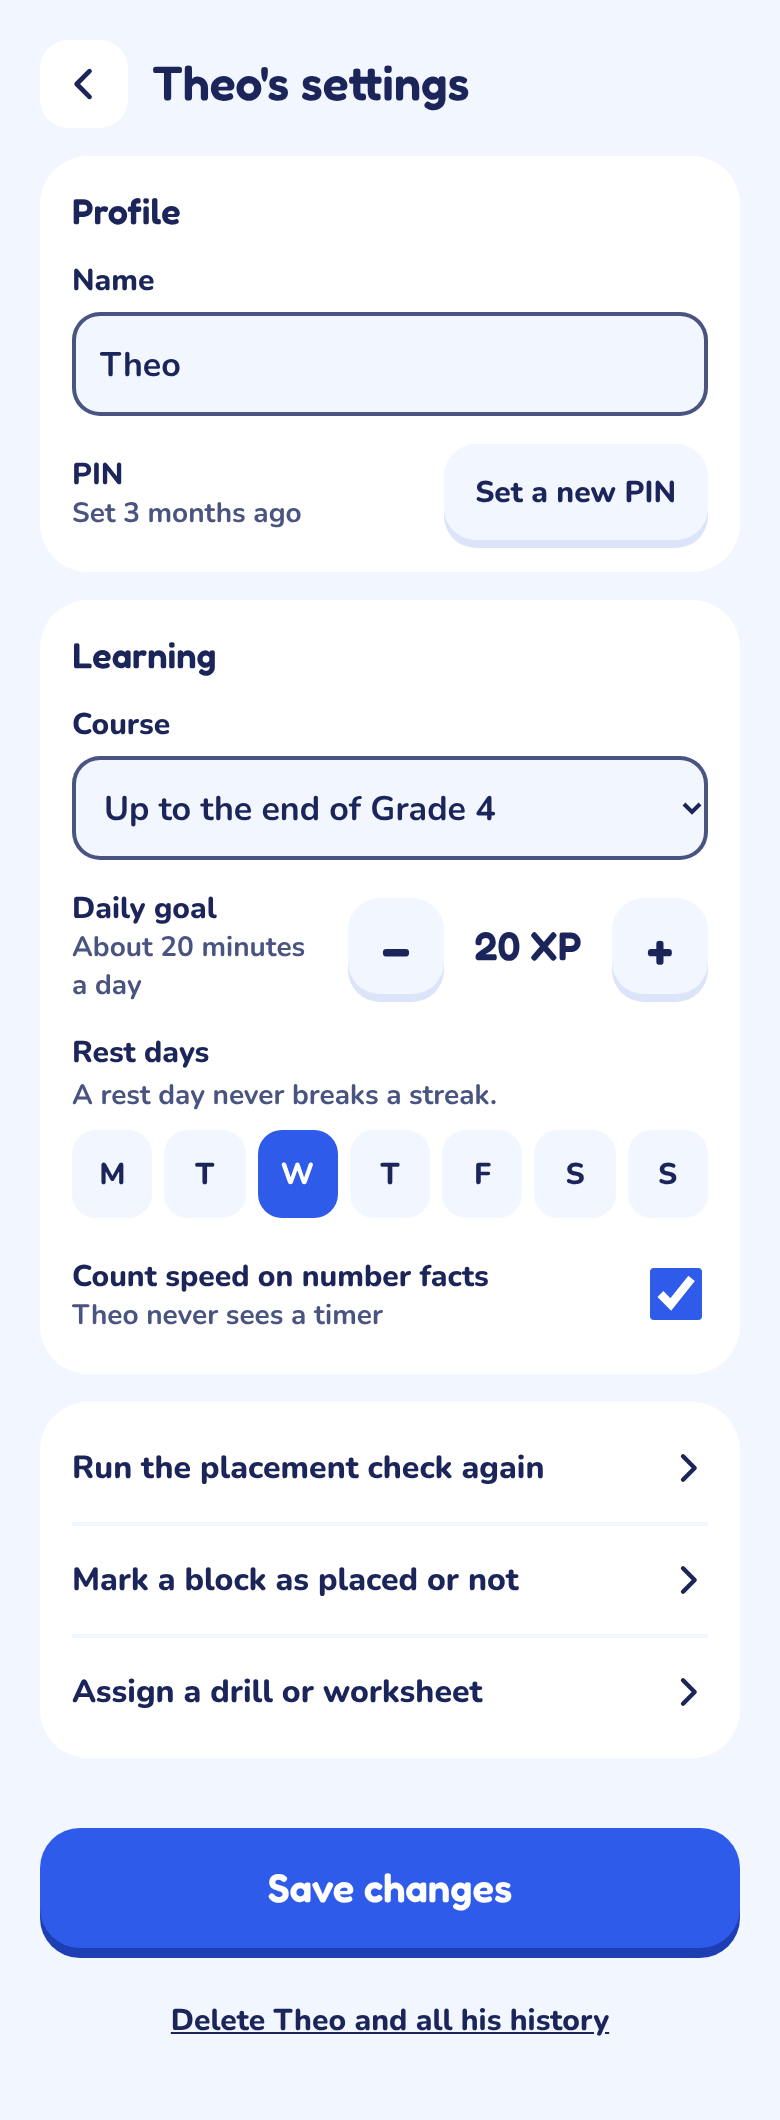 Theo's settings
Profile
Name
Theo
PIN
Set 3 months ago
Set a new PIN
Learning
Course
Up to the end of Grade 4
Daily goal
About 20 minutes
a day
− 20 XP +
Rest days
A rest day never breaks a streak.
M T W T F S S
Count speed on number facts
Theo never sees a timer
Run the placement check again
Mark a block as placed or not
Assign a drill or worksheet
Save changes
Delete Theo and all his history